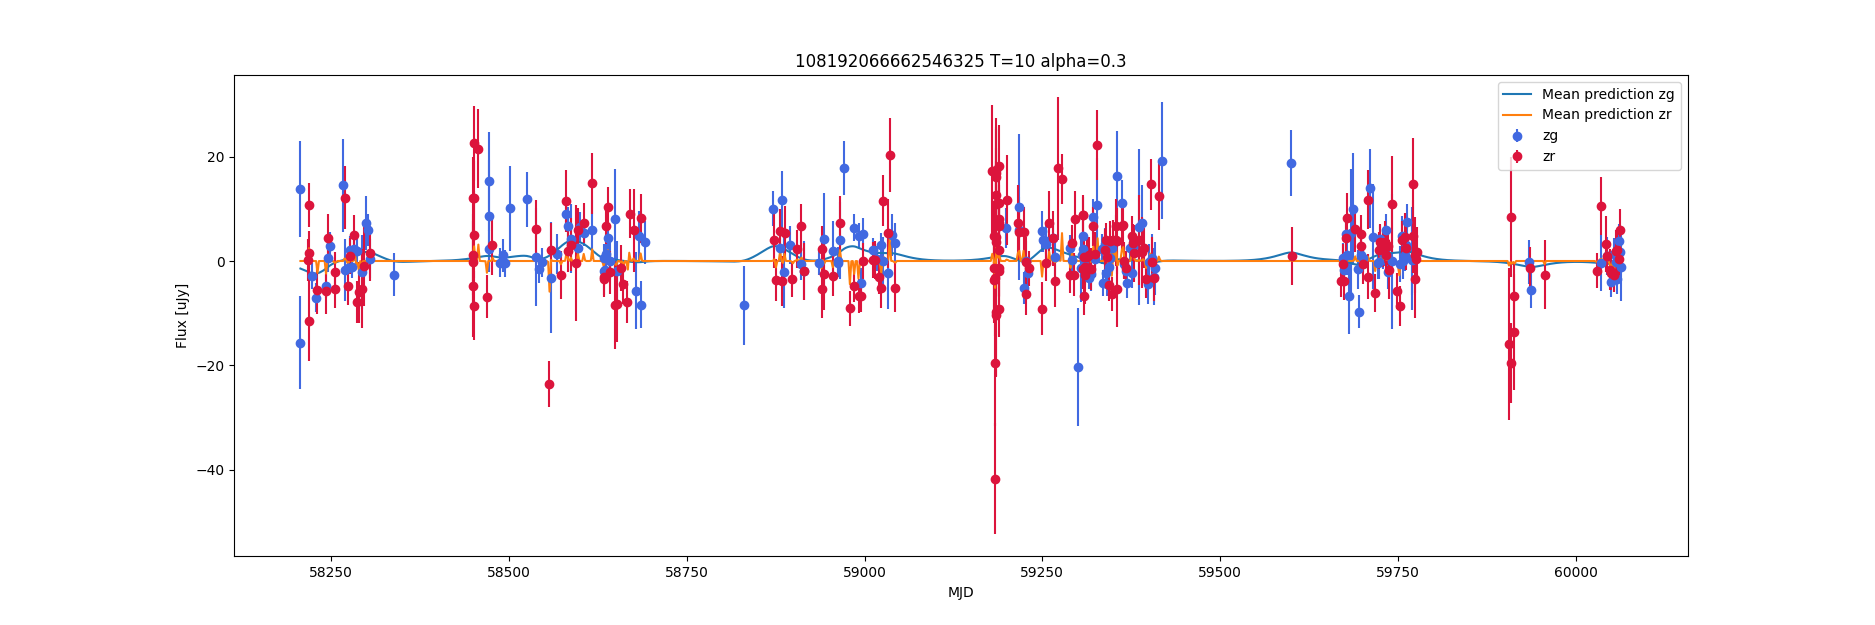 108192066662546325 T=10 alpha=0.3
Mean prediction zg
Mean prediction zr
zg
zr
Flux [uJy]
20
0
−20
−40
58250 58500 58750 59000 59250 59500 59750 60000
MJD